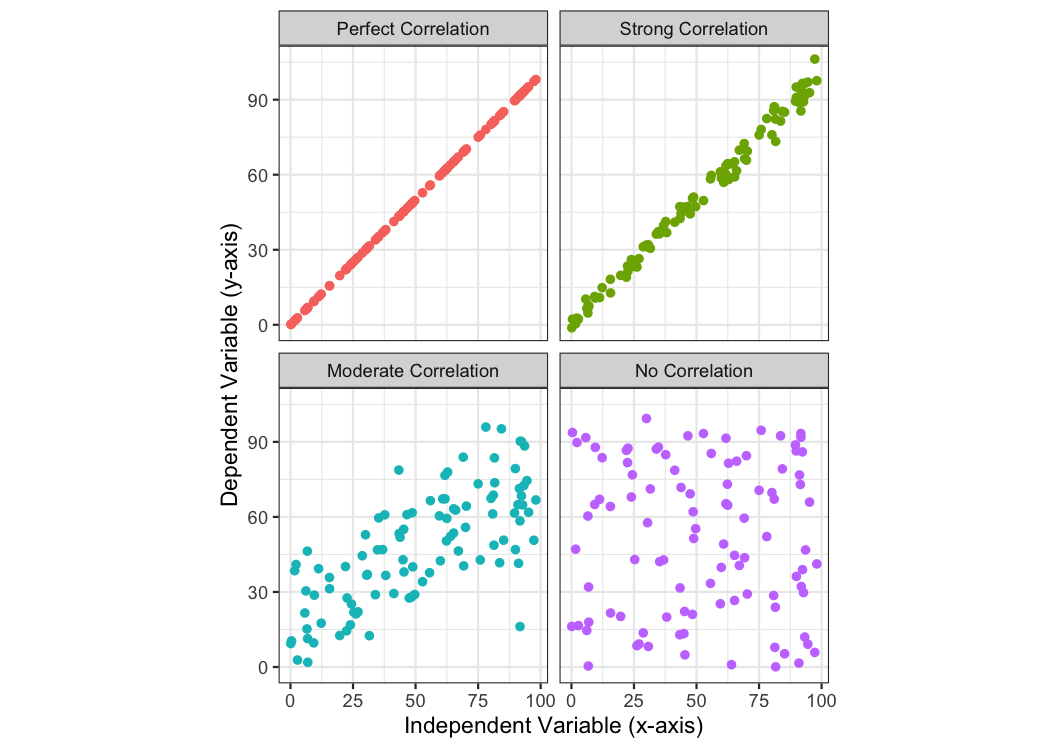 Perfect Correlation
Strong Correlation
90
60
30
0
Moderate Correlation
No Correlation
90
60
30
0
0 25 50 75 100
0 25 50 75 100
Independent Variable (x-axis)
Dependent Variable (y-axis)